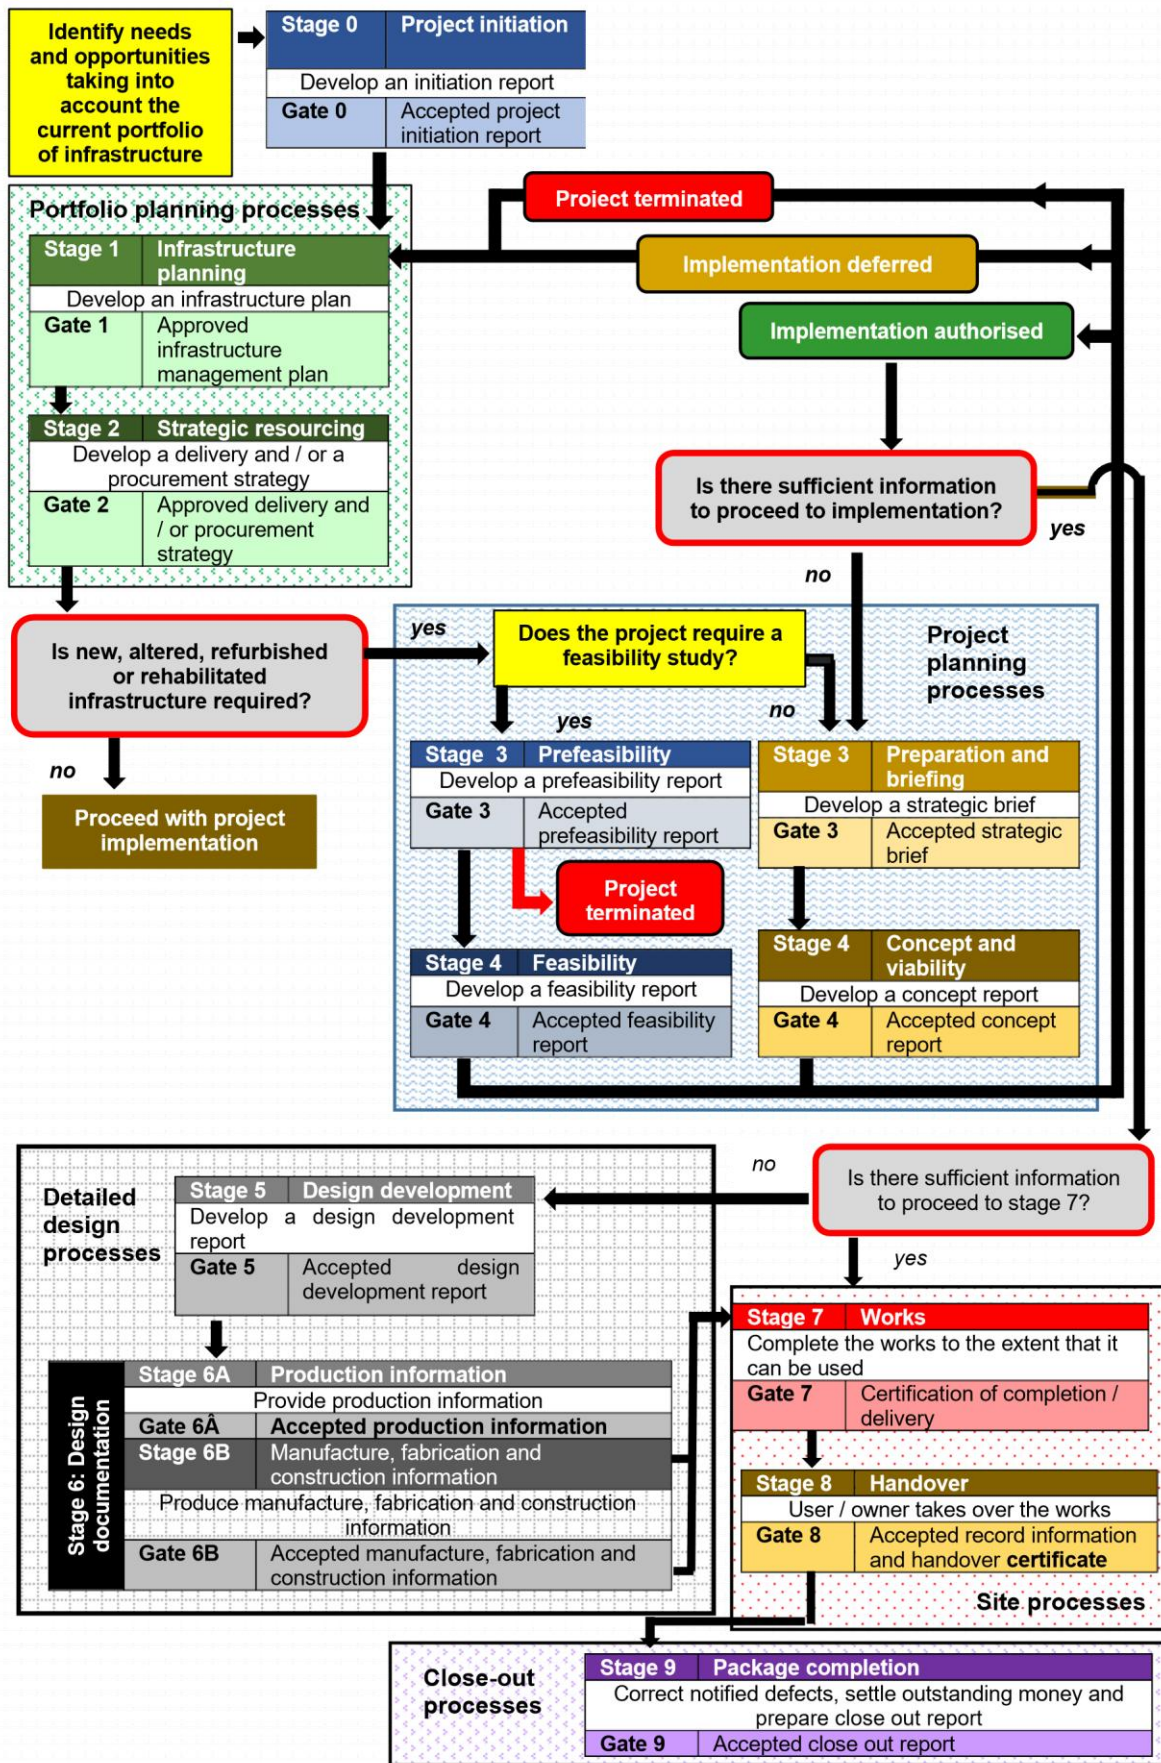 Identify needs
and opportunities
taking into
account the
current portfolio
of infrastructure
Stage 0 Project initiation
Develop an initiation report
Gate 0 Accepted project
initiation report
Portfolio planning processes
Stage 1 Infrastructure
planning
Develop an infrastructure plan
Gate 1 Approved
infrastructure
management plan
Stage 2 Strategic resourcing
Develop a delivery and / or a
procurement strategy
Gate 2 Approved delivery and
/ or procurement
strategy
Project terminated
Implementation deferred
Implementation authorised
Is there sufficient information
to proceed to implementation?
yes
no
Is new, altered, refurbished
or rehabilitated
infrastructure required?
yes
no
Proceed with project
implementation
Does the project require a
feasibility study?
Project
planning
processes
yes
no
Stage 3 Prefeasibility
Develop a prefeasibility report
Gate 3 Accepted
prefeasibility report
Project
terminated
Stage 4 Feasibility
Develop a feasibility report
Gate 4 Accepted feasibility
report
Stage 3 Preparation and
briefing
Develop a strategic brief
Gate 3 Accepted strategic
brief
Stage 4 Concept and
viability
Develop a concept report
Gate 4 Accepted concept
report
Is there sufficient information
to proceed to stage 7?
no
yes
Detailed
design
processes
Stage 5 Design development
Develop a design development
report
Gate 5 Accepted design
development report
Stage 6: Design
documentation
Stage 6A Production information
Provide production information
Gate 6Â Accepted production information
Stage 6B Manufacture, fabrication and
construction information
Produce manufacture, fabrication and construction
information
Gate 6B Accepted manufacture, fabrication and
construction information
Stage 7 Works
Complete the works to the extent that it
can be used
Gate 7 Certification of completion /
delivery
Stage 8 Handover
User / owner takes over the works
Gate 8 Accepted record information
and handover certificate
Site processes
Close-out
processes
Stage 9 Package completion
Correct notified defects, settle outstanding money and
prepare close out report
Gate 9 Accepted close out report